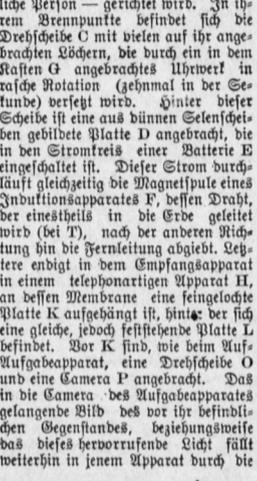 liche Person — gerichtet wird. In ih-
rem Brennpunkte befindet sich die
Drehscheibe C mit vielen auf ihr ange-
brachten Löchern, die durch ein in dem
Kasten G angebrachtes Uhrwerk in
rasche Rotation (zehnmal in der Se-
kunde) versetzt wird. Hinter dieser
Scheibe ist eine aus dünnen Selenschei-
ben gebildete Platte D angebracht, die
in den Stromkreis einer Batterie E
eingeschaltet ist. Dieser Strom durch-
läuft gleichzeitig die Magnetspule eines
Induktionsapparates F, dessen Draht,
der einestheils in die Erde geleitet
wird (bei T), nach der anderen Rich-
tung hin die Fernleitung abgiebt. Letz-
tere endigt in dem Empfangsapparat
in einem telephonartigen Apparat H,
an dessen Membrane eine feingelochte
Platte K aufgehängt ist, hinter der sich
eine gleiche, jedoch feststehende Platte L
befindet. Vor K sind, wie beim Auf-
Aufgabeapparat, eine Drehscheibe O
und eine Camera P angebracht. Das
in die Camera des Aufgabeapparates
gelangende Bild des vor ihr befindli-
chen Gegenstandes, beziehungsweise
das dieses hervorrufende Licht fällt
weiterhin in jenem Apparat durch die